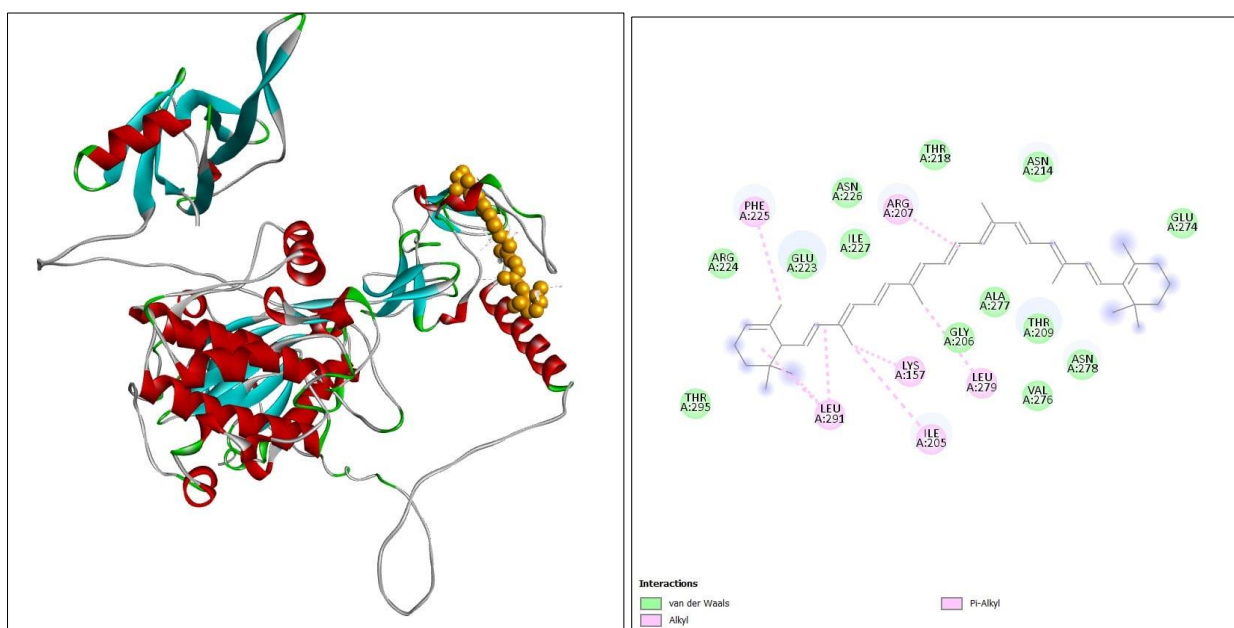 THR
A:218
ASN
A:214
ASN
A:226
ARG
A:207
PHE
A:225
GLU
A:274
ILE
A:227
ARG
A:224
GLU
A:223
ALA
A:277
THR
A:209
GLY
A:206
ASN
A:278
LYS
A:157
LEU
A:279
VAL
A:276
THR
A:295
LEU
A:291
ILE
A:205
Interactions
van der Waals
Alkyl
Pi-Alkyl